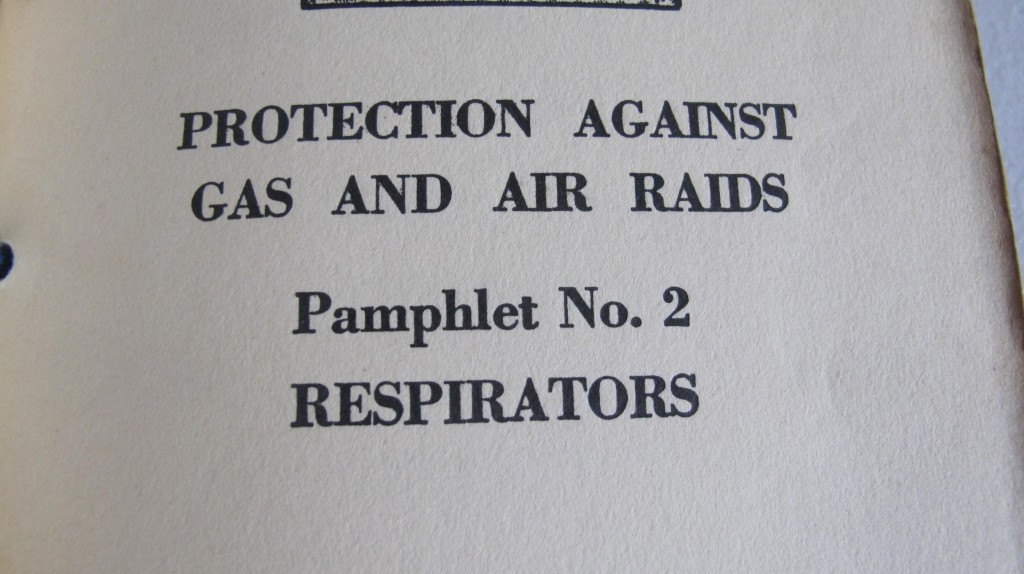 PROTECTION AGAINST
GAS AND AIR RAIDS
Pamphlet No. 2
RESPIRATORS